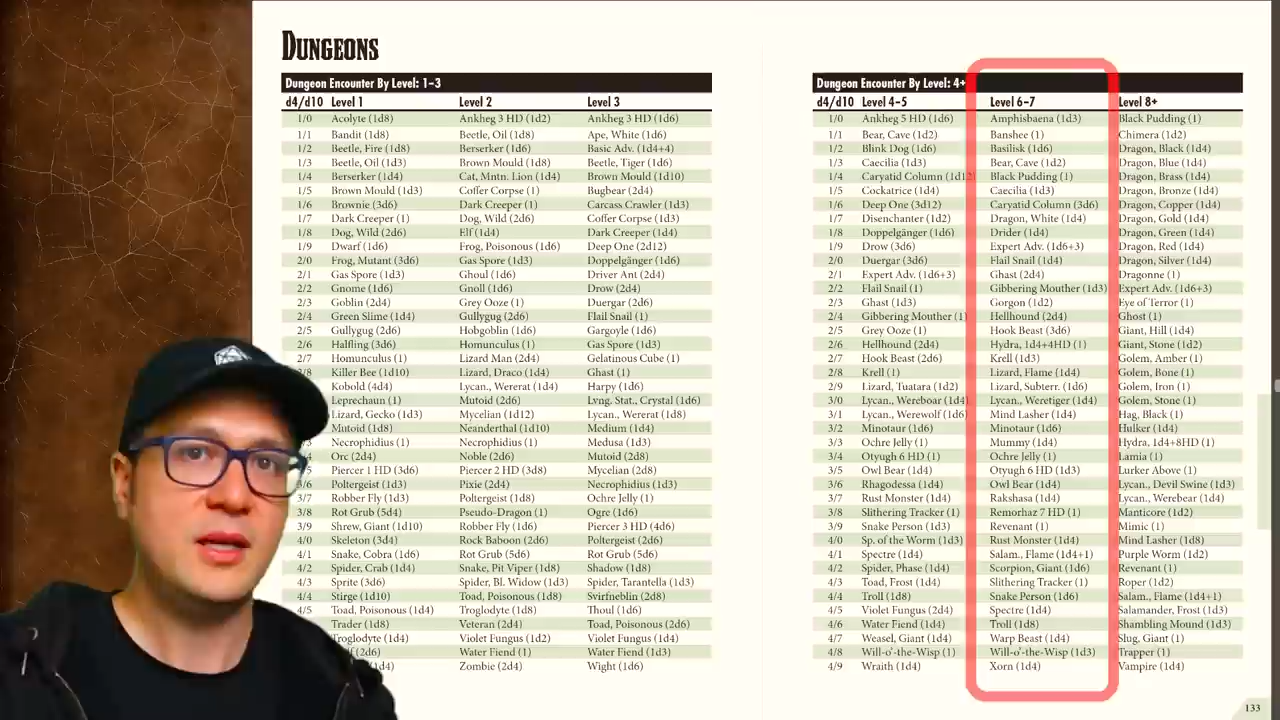 DUNGEONS
Dungeon Encounter By Level: 1–3
d4/d10 Level 1 Level 2 Level 3
1/0 Acolyte (1d8) Ankheg 3 HD (1d2) Ankheg 3 HD (1d6)
1/1 Bandit (1d8) Beetle, Oil (1d8) Ape, White (1d6)
1/2 Beetle, Fire (1d8) Berserker (1d6) Basic Adv. (1d4+4)
1/3 Beetle, Oil (1d3) Brown Mould (1d8) Beetle, Tiger (1d6)
1/4 Berserker (1d4) Cat, Mntn. Lion (1d4) Brown Mould (1d10)
1/5 Brown Mould (1d3) Coffer Corpse (1) Bugbear (2d4)
1/6 Brownie (3d6) Dark Creeper (1) Carcass Crawler (1d3)
1/7 Dark Creeper (1) Dog, Wild (2d6) Coffer Corpse (1d3)
1/8 Dog, Wild (2d6) Elf (1d4) Dark Creeper (1d4)
1/9 Dwarf (1d6) Frog, Poisonous (1d6) Deep One (2d12)
2/0 Frog, Mutant (3d6) Gas Spore (1d3) Doppelgänger (1d6)
2/1 Gas Spore (1d3) Ghoul (1d6) Driver Ant (2d4)
2/2 Gnome (1d6) Gnoll (1d6) Drow (2d4)
2/3 Goblin (2d4) Grey Ooze (1) Duergar (2d6)
2/4 Green Slime (1d4) Gullygug (2d6) Flail Snail (1)
2/5 Gullygug (2d6) Hobgoblin (1d6) Gargoyle (1d6)
2/6 Halfling (3d6) Homunculus (1) Gas Spore (1d3)
2/7 Homunculus (1) Lizard Man (2d4) Gelatinous Cube (1)
/8 Killer Bee (1d10) Lizard, Draco (1d4) Ghast (1)
Kobold (4d4) Lycan., Wererat (1d4) Harpy (1d6)
Leprechaun (1) Mutoid (2d6) Lvng. Stat., Crystal (1d6)
Lizard, Gecko (1d3) Mycelian (1d12) Lycan., Wererat (1d8)
Mutoid (1d8) Neanderthal (1d10) Medium (1d4)
Necrophidius (1) Necrophidius (1) Medusa (1d3)
Orc (2d4) Noble (2d6) Mutoid (2d8)
Piercer 1 HD (3d6) Piercer 2 HD (3d8) Mycelian (2d8)
/6 Poltergeist (1d3) Pixie (2d4) Necrophidius (1)
3/7 Robber Fly (1d3) Poltergeist (1d8) Ochre Jelly (1)
3/8 Rot Grub (5d4) Pseudo-Dragon (1) Ogre (1d6)
3/9 Shrew, Giant (1d10) Robber Fly (1d6) Piercer 3 HD (4d6)
4/0 Skeleton (3d4) Rock Baboon (2d6) Poltergeist (2d6)
4/1 Snake, Cobra (1d6) Rot Grub (5d6) Rot Grub (5d6)
4/2 Spider, Crab (1d4) Snake, Pit Viper (1d8) Shadow (1d8)
4/3 Sprite (3d6) Spider, Bl. Widow (1d3) Spider, Tarantella (1d3)
4/4 Stirge (1d10) Toad, Poisonous (1d8) Svirfneblin (2d8)
4/5 Toad, Poisonous (1d4) Troglodyte (1d8) Thoul (1d6)
Trader (1d8) Veteran (2d4) Toad, Poisonous (2d6)
Troglodyte (1d4) Violet Fungus (1d2) Violet Fungus (1d4)
(2d6) Water Fiend (1) Water Fiend (1d3)
Zombie (2d4) Wight (1d6)
Dungeon Encounter By Level: 4+
d4/d10 Level 4–5 Level 6–7 Level 8+
1/0 Ankheg 5 HD (1d6) Amphisbaena (1d3) Black Pudding (1)
1/1 Bear, Cave (1d2) Banshee (1) Chimera (1d2)
1/2 Blink Dog (1d6) Basilisk (1d6) Dragon, Black (1d4)
1/3 Caecilia (1d3) Bear, Cave (1d2) Dragon, Blue (1d4)
1/4 Caryatid Column (1d12) Black Pudding (1) Dragon, Brass (1d4)
1/5 Cockatrice (1d4) Caecilia (1d3) Dragon, Bronze (1d4)
1/6 Deep One (3d12) Caryatid Column (3d6) Dragon, Copper (1d4)
1/7 Disenchanter (1d2) Dragon, White (1d4) Dragon, Gold (1d4)
1/8 Doppelgänger (1d6) Drider (1d4) Dragon, Green (1d4)
1/9 Drow (3d6) Expert Adv. (1d6+3) Dragon, Red (1d4)
2/0 Duergar (3d6) Flail Snail (1d4) Dragon, Silver (1d4)
2/1 Expert Adv. (1d6+3) Ghast (2d4) Dragonne (1)
2/2 Flail Snail (1) Gibbering Mouther (1d3) Expert Adv. (1d6+3)
2/3 Ghast (1d3) Gorgon (1d2) Eye of Terror (1)
2/4 Gibbering Mouther (1) Hellhound (2d4) Ghost (1)
2/5 Grey Ooze (1) Hook Beast (3d6) Giant, Hill (1d4)
2/6 Hellhound (2d4) Hydra, 1d4+4HD (1) Giant, Stone (1d2)
2/7 Hook Beast (2d6) Krell (1d3) Golem, Amber (1)
2/8 Krell (1) Lizard, Flame (1d4) Golem, Bone (1)
2/9 Lizard, Tuatara (1d2) Lizard, Subterr. (1d6) Golem, Iron (1)
3/0 Lycan., Wereboar (1d4) Lycan., Weretiger (1d4) Golem, Stone (1)
3/1 Lycan., Werewolf (1d6) Mind Lasher (1d4) Hag, Black (1)
3/2 Minotaur (1d6) Minotaur (1d6) Hulker (1d4)
3/3 Ochre Jelly (1) Mummy (1d4) Hydra, 1d4+8HD (1)
3/4 Otyugh 6 HD (1) Ochre Jelly (1) Lamia (1)
3/5 Owl Bear (1d4) Otyugh 6 HD (1d3) Lurker Above (1)
3/6 Rhagodessa (1d4) Owl Bear (1d4) Lycan., Devil Swine (1d3)
3/7 Rust Monster (1d4) Rakshasa (1d4) Lycan., Werebear (1d4)
3/8 Slithering Tracker (1) Remorhaz 7 HD (1) Manticore (1d2)
3/9 Snake Person (1d3) Revenant (1) Mimic (1)
4/0 Sp. of the Worm (1d3) Rust Monster (1d4) Mind Lasher (1d8)
4/1 Spectre (1d4) Salam., Flame (1d4+1) Purple Worm (1d2)
4/2 Spider, Phase (1d4) Scorpion, Giant (1d6) Revenant (1)
4/3 Toad, Frost (1d4) Slithering Tracker (1) Roper (1d2)
4/4 Troll (1d8) Snake Person (1d6) Salam., Flame (1d4+1)
4/5 Violet Fungus (2d4) Spectre (1d4) Salamander, Frost (1d3)
4/6 Water Fiend (1d4) Troll (1d8) Shambling Mound (1d3)
4/7 Weasel, Giant (1d4) Warp Beast (1d4) Slug, Giant (1)
4/8 Will-o'-the-Wisp (1) Will-o'-the-Wisp (1d3) Trapper (1)
4/9 Wraith (1d4) Xorn (1d4) Vampire (1d4)
133